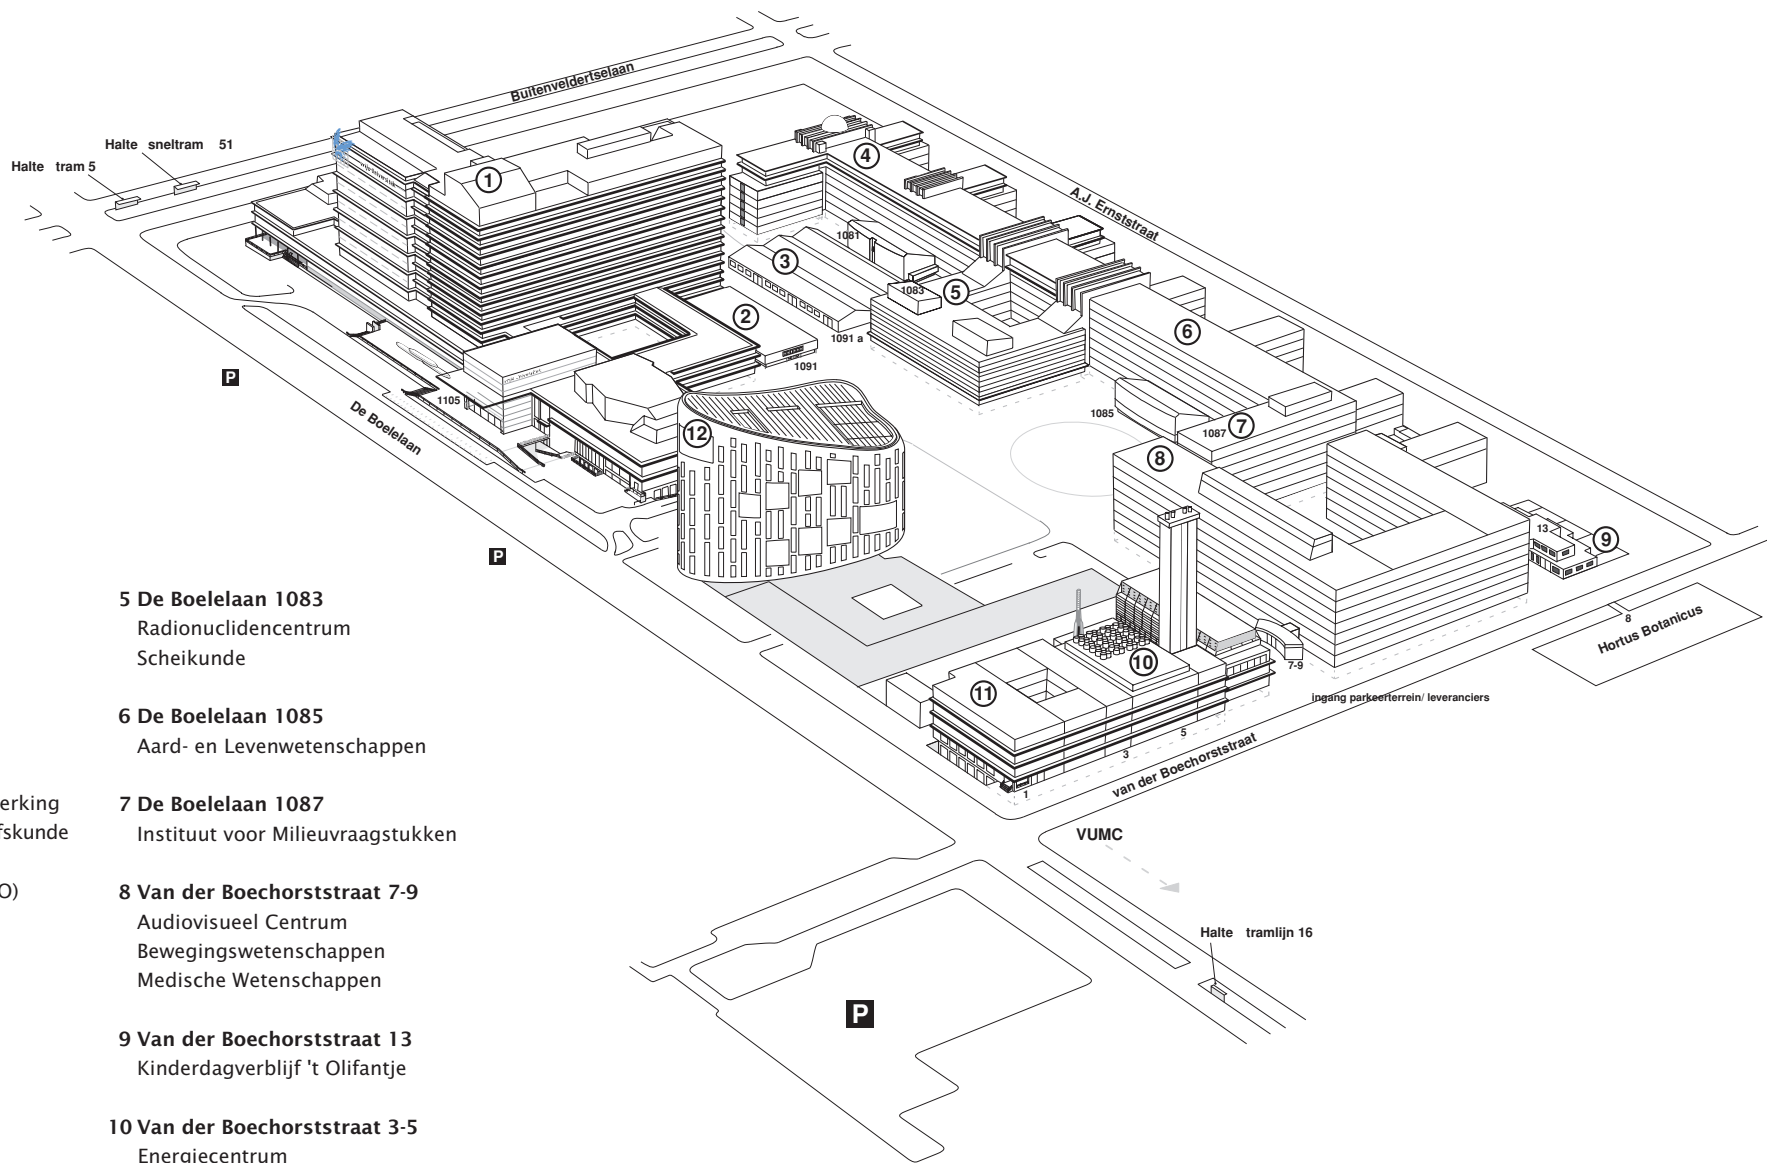 Buitenveldertselaan
Halte sneltram 51
Halte tram 5
A.J. Ernststraat
1
4
1081
3
1083
5
2
1091 a
1091
6
1105
1085
1087
7
De Boelelaan
P
12
8
P
13
9
8
Hortus Botanicus
10
7-9
11
ingang parkeerterrein/ leveranciers
5
3
1
van der Boechorststraat
VUMC
Halte tramlijn 16
P
5 De Boelelaan 1083
Radionuclidencentrum
Scheikunde
6 De Boelelaan 1085
Aard- en Levenwetenschappen
erking
fskunde
7 De Boelelaan 1087
Instituut voor Milieuvraagstukken
O)
8 Van der Boechorststraat 7-9
Audiovisueel Centrum
Bewegingswetenschappen
Medische Wetenschappen
9 Van der Boechorststraat 13
Kinderdagverblijf 't Olifantje
10 Van der Boechorststraat 3-5
Energiecentrum